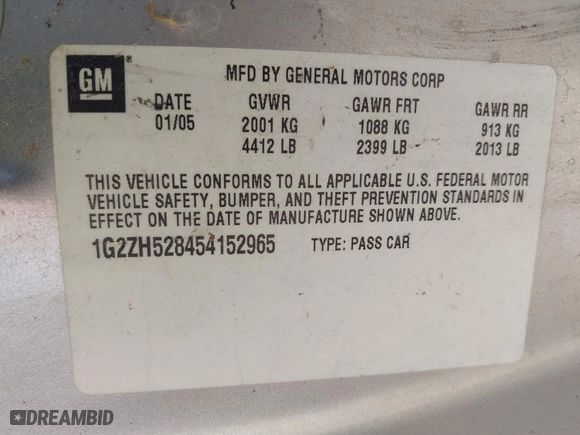 GM
®
MFD BY GENERAL MOTORS CORP
DATE GVWR GAWR FRT GAWR RR
01/05 2001 KG 1088 KG 913 KG
4412 LB 2399 LB 2013 LB
THIS VEHICLE CONFORMS TO ALL APPLICABLE U.S. FEDERAL MOTOR
VEHICLE SAFETY, BUMPER, AND THEFT PREVENTION STANDARDS IN
EFFECT ON THE DATE OF MANUFACTURE SHOWN ABOVE.
1G2ZH528454152965 TYPE: PASS CAR
DREAMBID